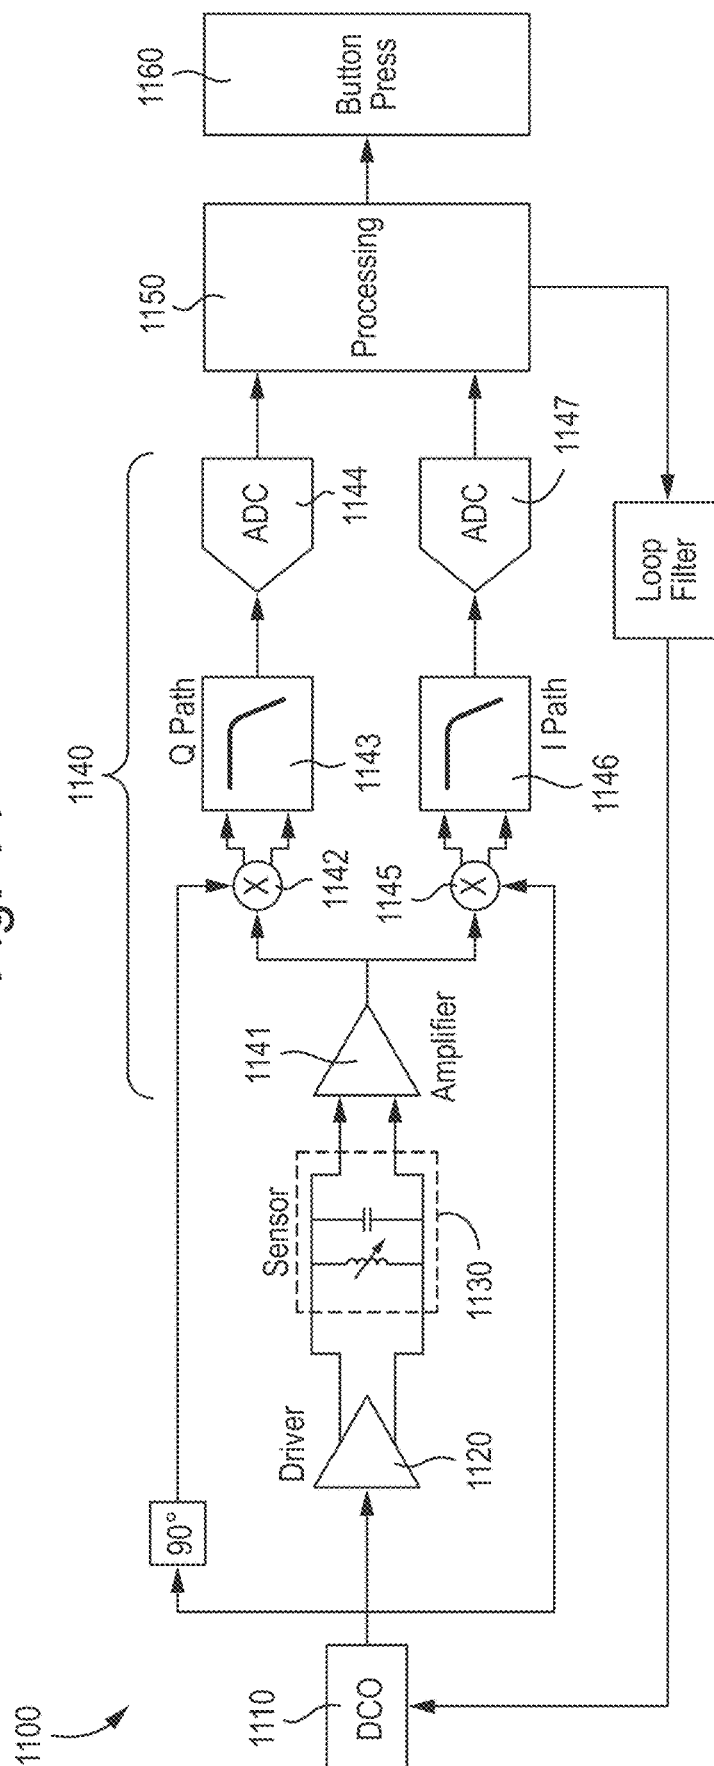 1100
1110
DCO
90°
Driver
1120
Sensor
1130
1141
Amplifier
1140
Q Path
X
1142
1143
ADC
1144
1145
X
I Path
1146
ADC
1147
1150
Processing
1160
Button
Press
Loop
Filter